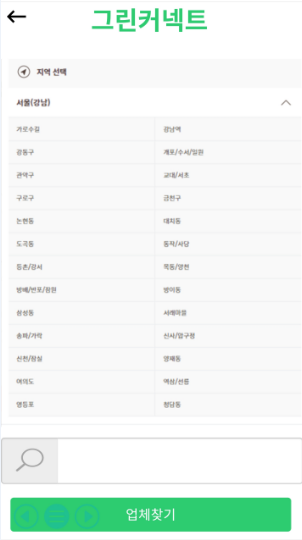 그린커넥트
지역 선택
서울(강남)
가로수길 강남역
강동구 개포/수서/일원
관악구 교대/서초
구로구 금천구
논현동 대치동
도곡동 동작/사당
등촌/강서 목동/양천
방배/반포/잠원 방이동
삼성동 서래마을
송파/가락 신사/압구정
신천/잠실 양재동
여의도 역삼/선릉
영등포 청담동
업체찾기